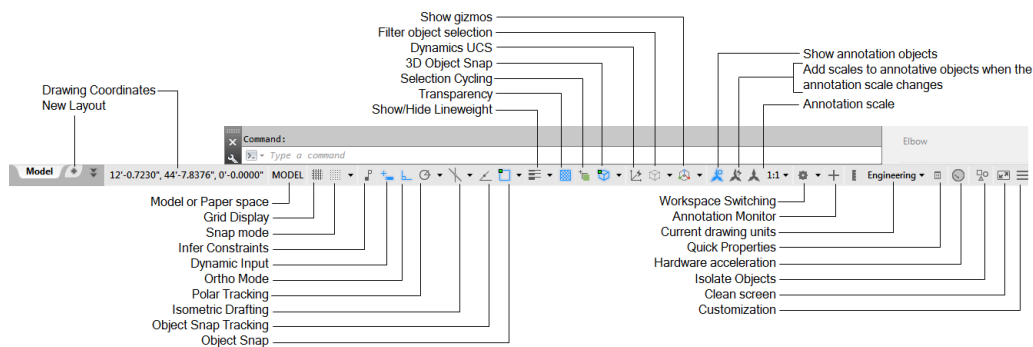 Show gizmos
Filter object selection
Dynamics UCS
3D Object Snap
Selection Cycling
Transparency
Show/Hide Lineweight
Show annotation objects
Add scales to annotative objects when the
annotation scale changes
Annotation scale
Drawing Coordinates
New Layout
Command:
Type a command
Elbow
Model
12'-0.7230", 44'-7.8376", 0'-0.0000" MODEL 1:1 Engineering
Model or Paper space
Grid Display
Snap mode
Infer Constraints
Dynamic Input
Ortho Mode
Polar Tracking
Isometric Drafting
Object Snap Tracking
Object Snap
Workspace Switching
Annotation Monitor
Current drawing units
Quick Properties
Hardware acceleration
Isolate Objects
Clean screen
Customization